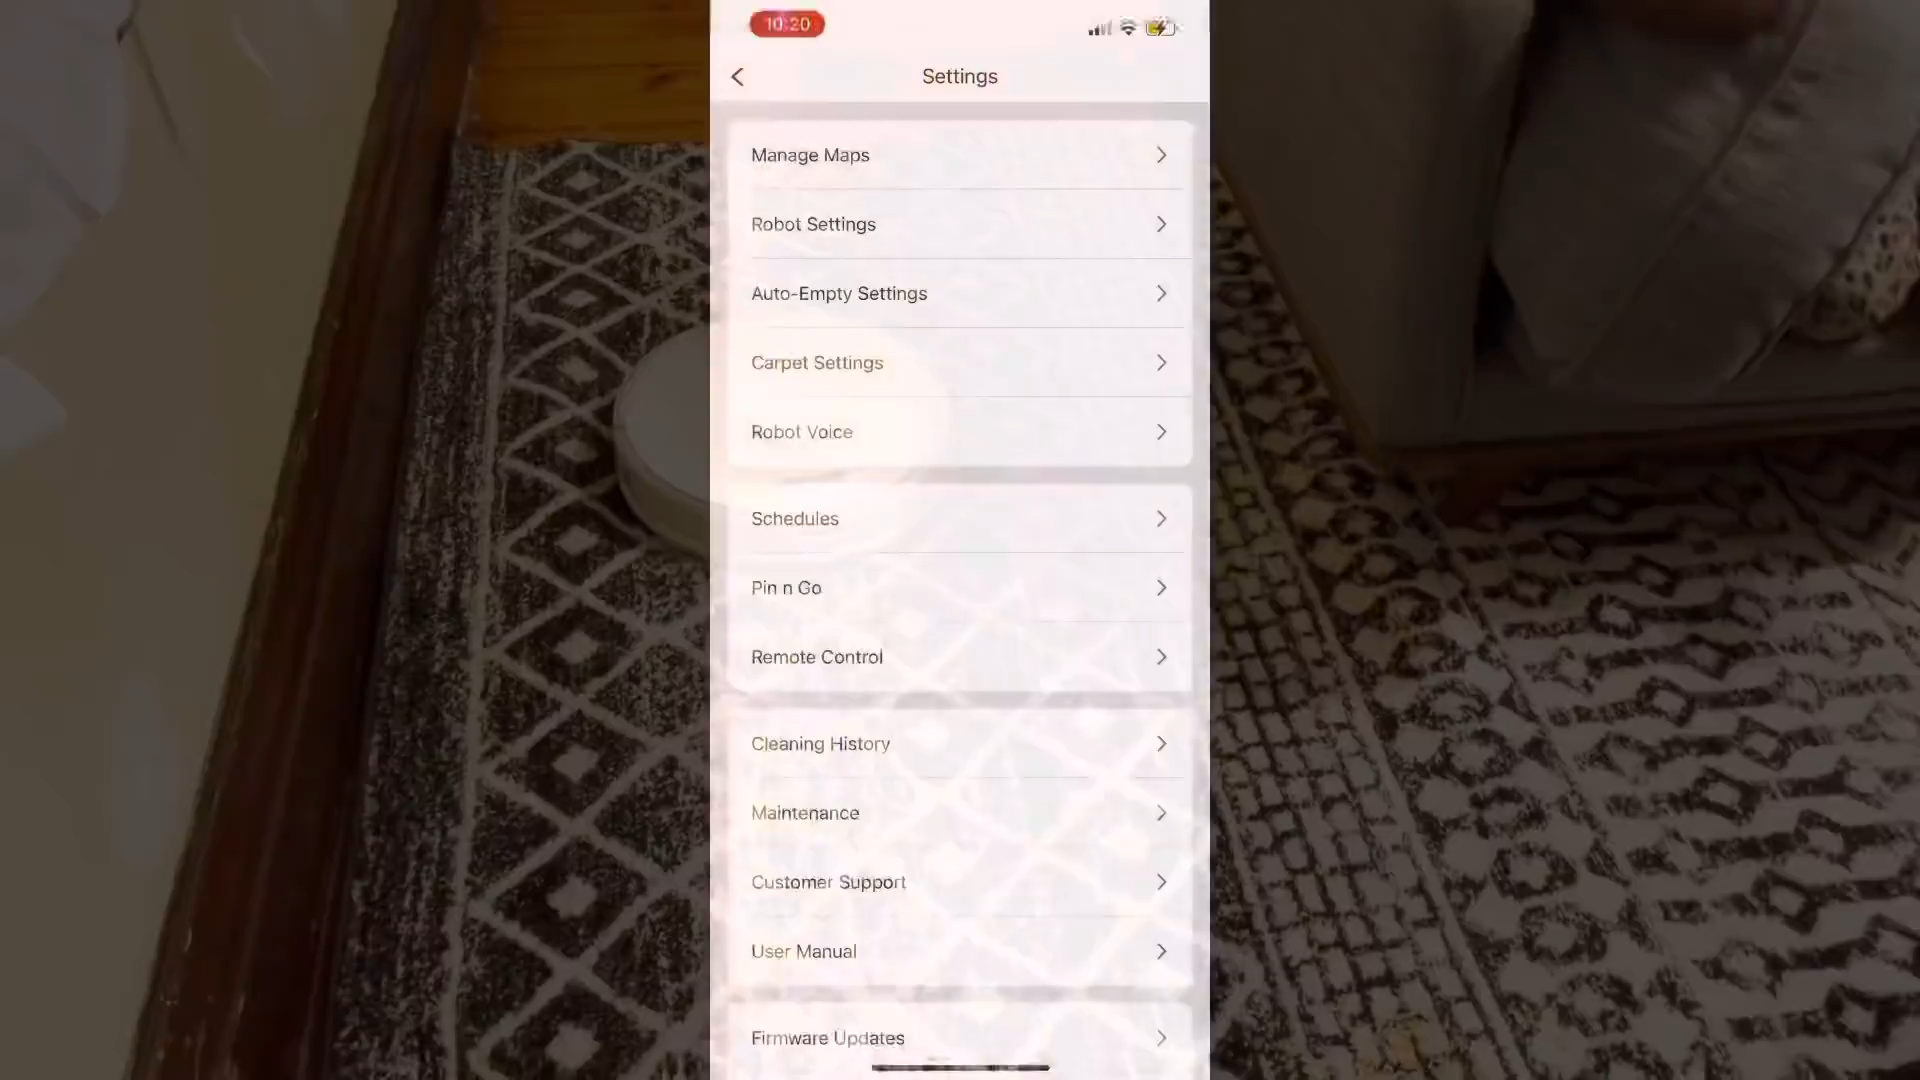 10:20
Settings
Manage Maps
Robot Settings
Auto-Empty Settings
Carpet Settings
Robot Voice
Schedules
Pin n Go
Remote Control
Cleaning History
Maintenance
Customer Support
User Manual
Firmware Updates